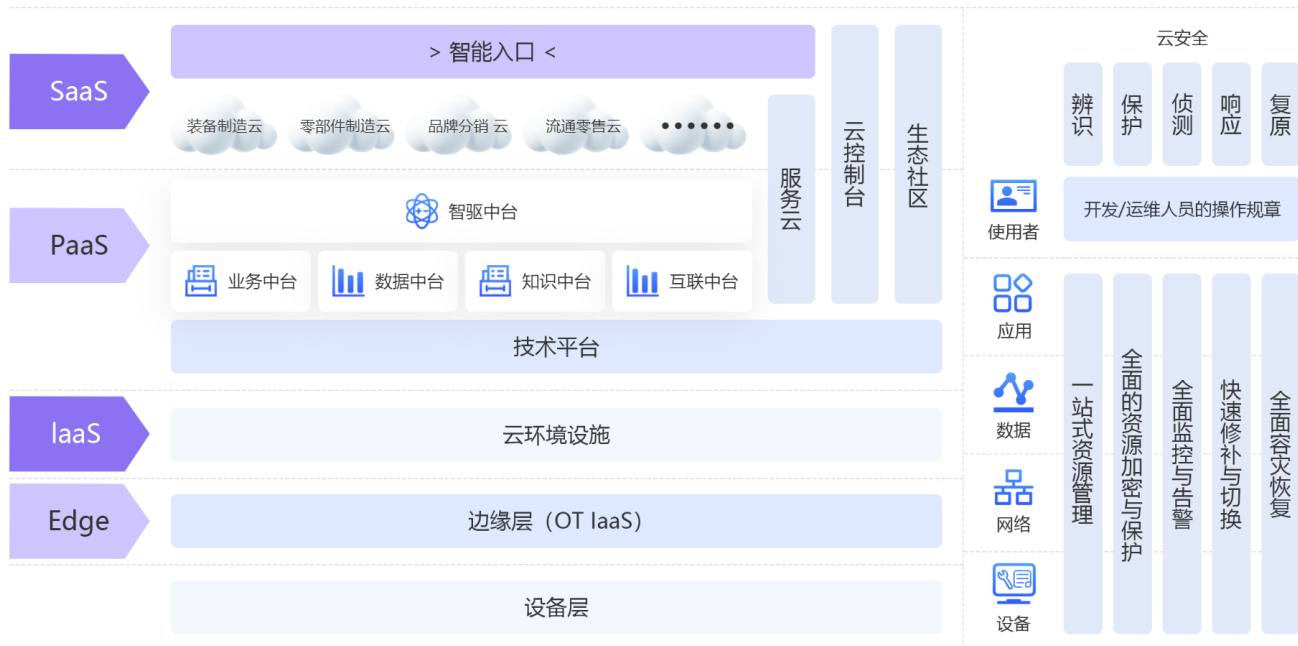 SaaS
> 智能入口 <
装备制造云
零部件制造云
品牌分销 云
流通零售云
••••••
服务云
云控制台
生态社区
PaaS
智驱中台
业务中台
数据中台
知识中台
互联中台
技术平台
IaaS
云环境设施
Edge
边缘层（OT IaaS）
设备层
云安全
辨识
保护
侦测
响应
复原
使用者
开发/运维人员的操作规章
应用
数据
网络
设备
一站式资源管理
全面的资源加密与保护
全面监控与告警
快速修补与切换
全面容灾恢复